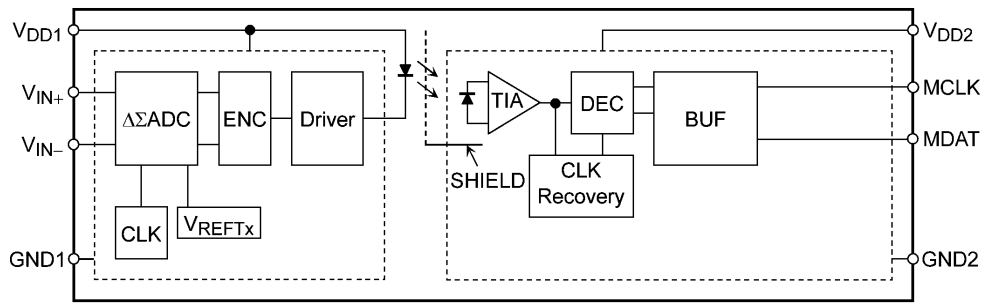 VDD1
VDD2
VIN+
VIN−
ΔΣADC
ENC
Driver
TIA
DEC
BUF
MCLK
MDAT
SHIELD
CLK
Recovery
CLK
VREFTx
GND1
GND2